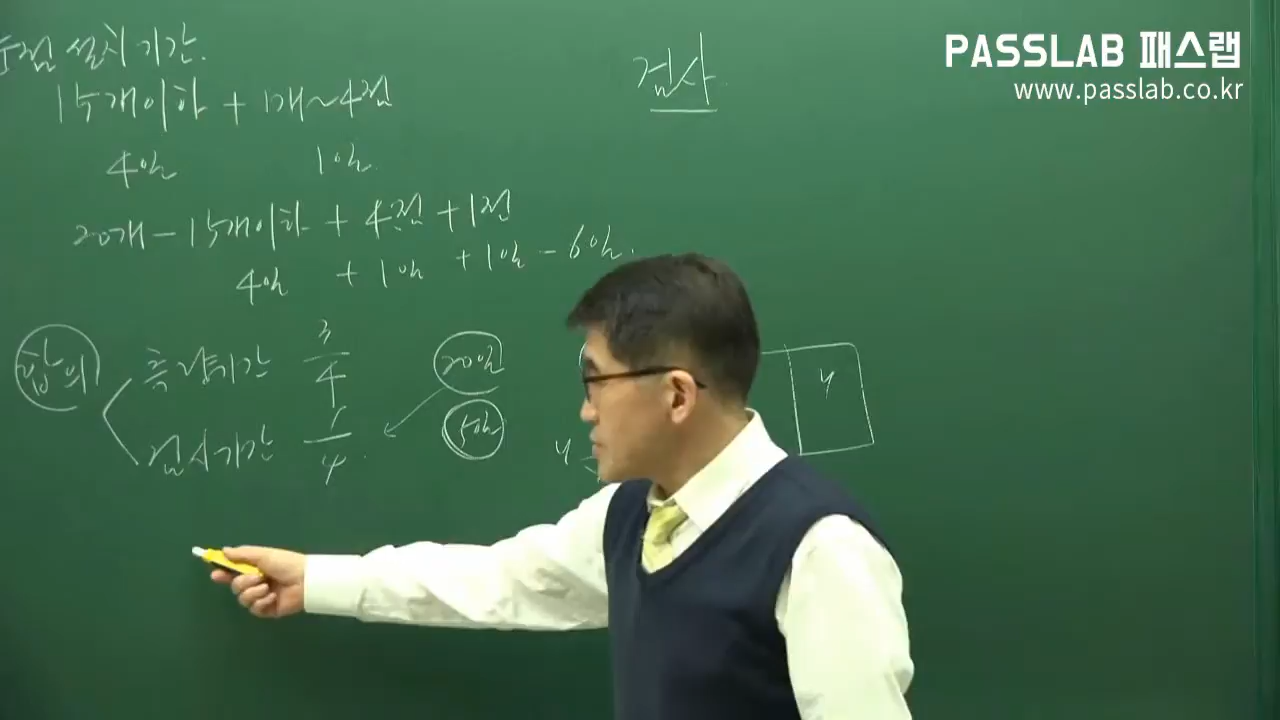 준점 설치기간.
15개이하 + 1개~4점
4일 1일.
20개 - 15개이하 + 4점 + 1점
4일 + 1일 + 1일 - 6일.
합의
측량기간 3/4
검사기간 1/4
20일
5일
검사
y
y
PASSLAB 패스랩
www.passlab.co.kr